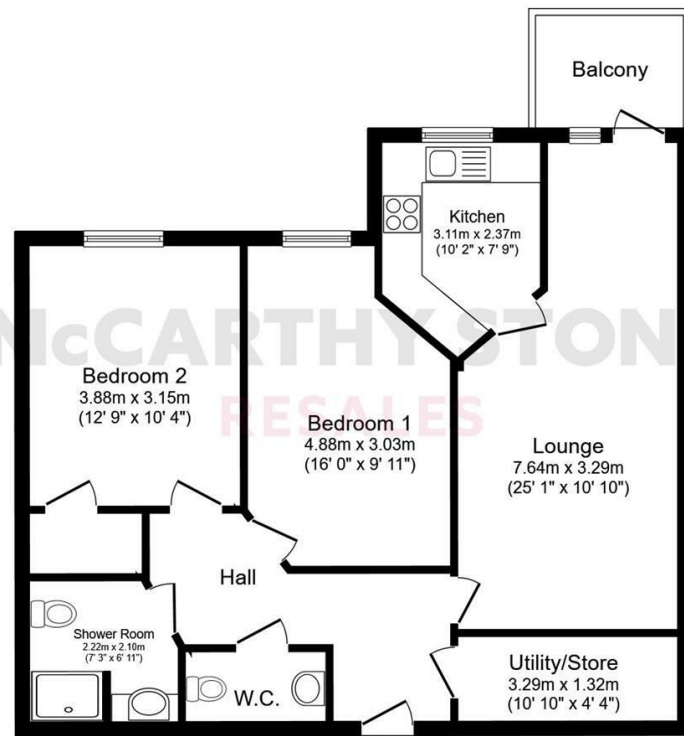 Balcony
Kitchen
3.11m x 2.37m
(10' 2" x 7' 9")
McCARTHY STON
RESALES
Bedroom 2
3.88m x 3.15m
(12' 9" x 10' 4")
Bedroom 1
4.88m x 3.03m
(16' 0" x 9' 11")
Lounge
7.64m x 3.29m
(25' 1" x 10' 10")
Hall
Shower Room
2.22m x 2.10m
(7' 3" x 6' 11")
W.C.
Utility/Store
3.29m x 1.32m
(10' 10" x 4' 4")